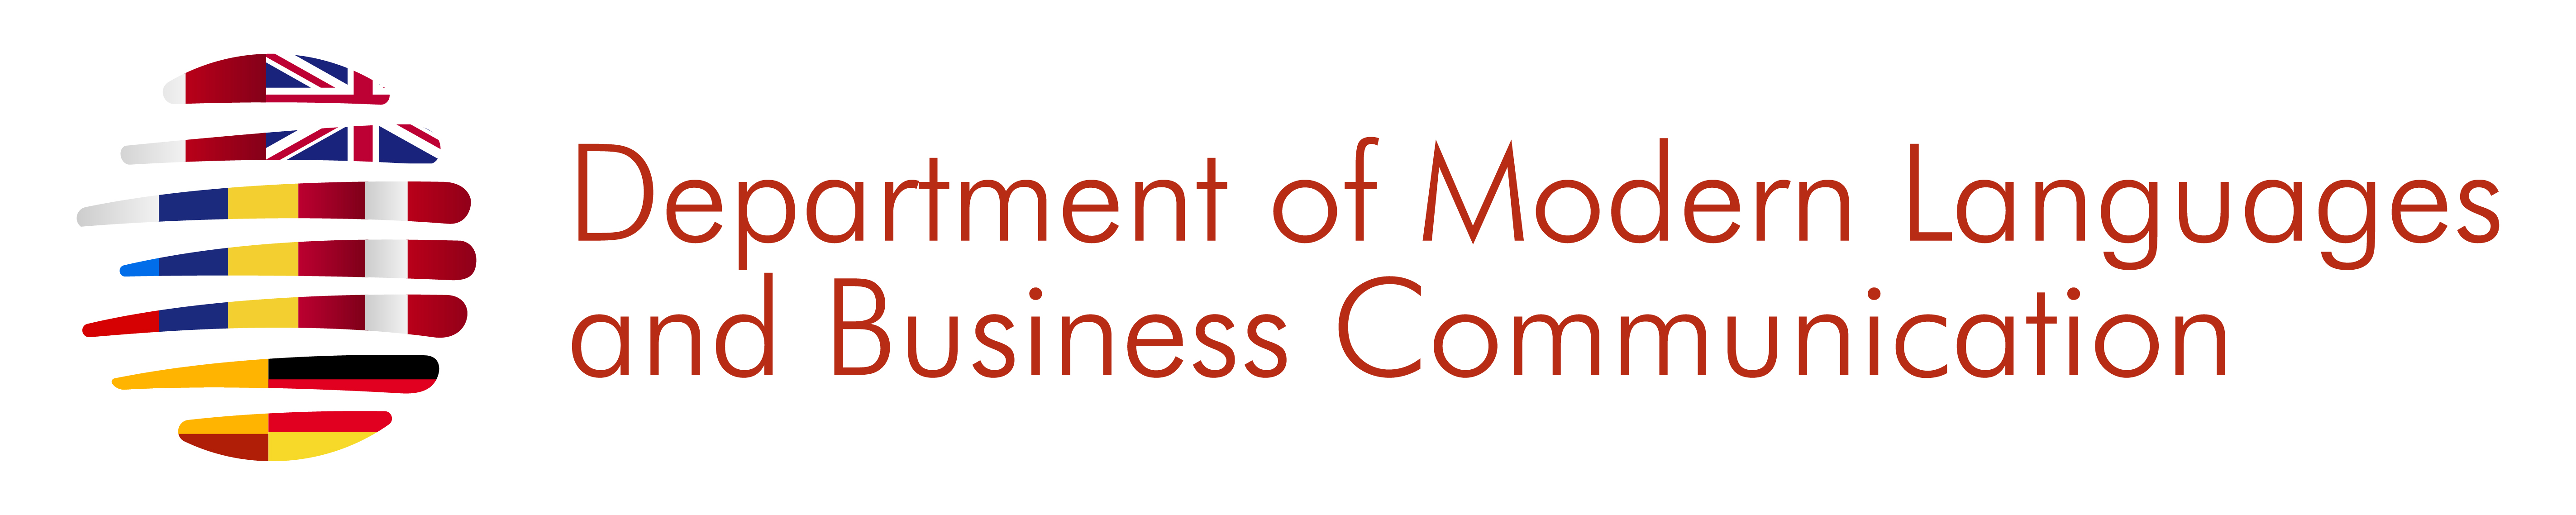 Department of Modern Languages
and Business Communication